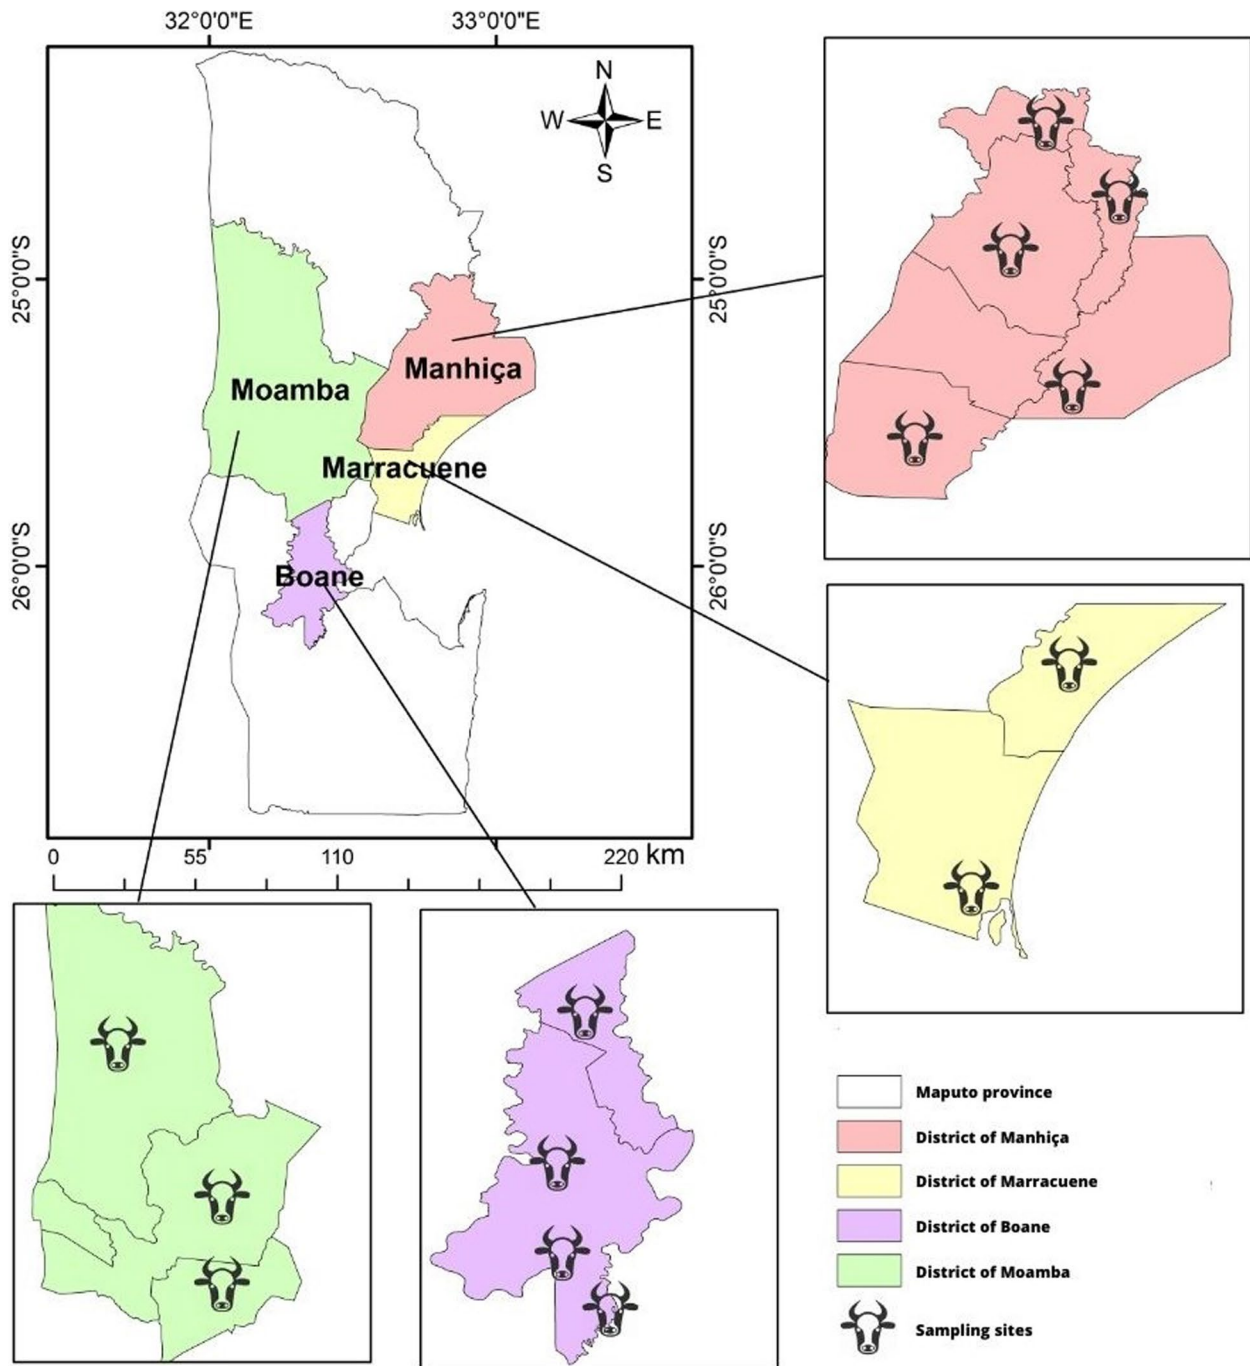 32°0'0"E
33°0'0"E
N
W
E
S
25°0'0"S
25°0'0"S
Manhiça
Moamba
Marracuene
26°0'0"S
26°0'0"S
Boane
0
55
110
220 km
Maputo province
District of Manhiça
District of Marracuene
District of Boane
District of Moamba
Sampling sites